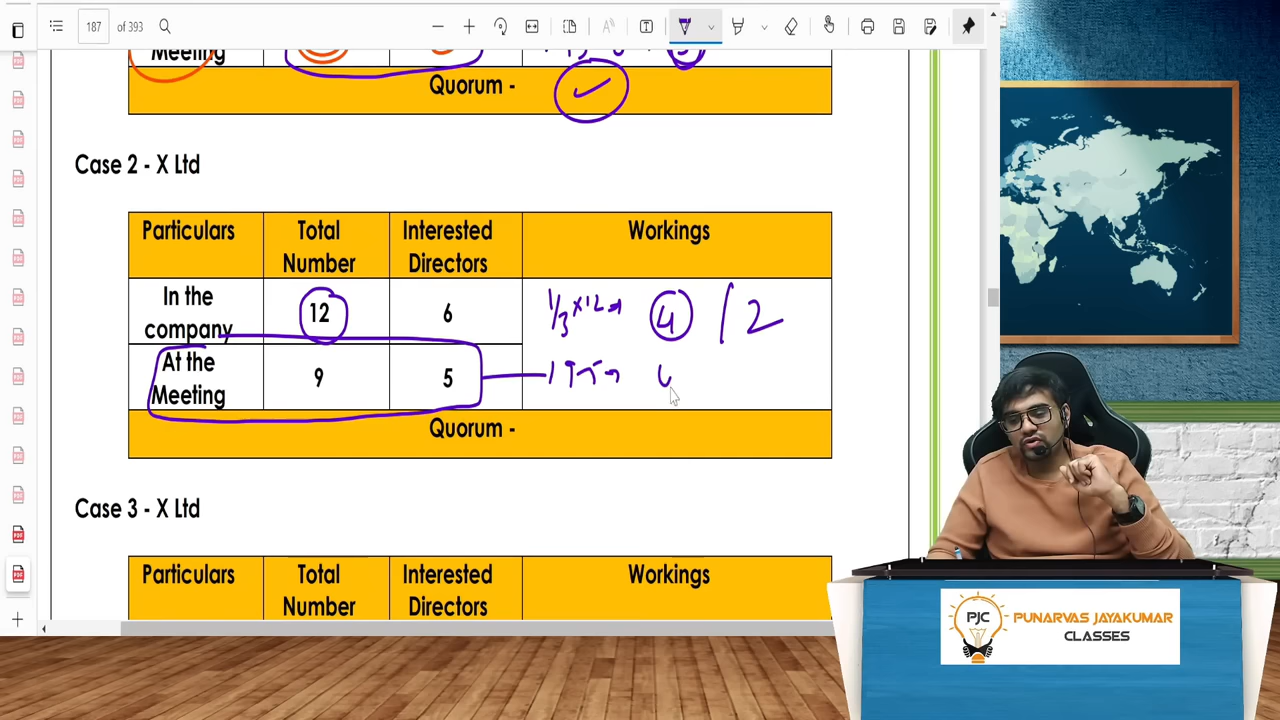 187 of 393
Meeting
Quorum -
Case 2 - X Ltd
Particulars Total Number Interested Directors Workings
In the company 12 6 1/3 x 12 → 4 / 2
At the Meeting 9 5
Quorum -
Case 3 - X Ltd
Particulars Total Number Interested Directors Workings
PJC PUNARVAS JAYAKUMAR
CLASSES